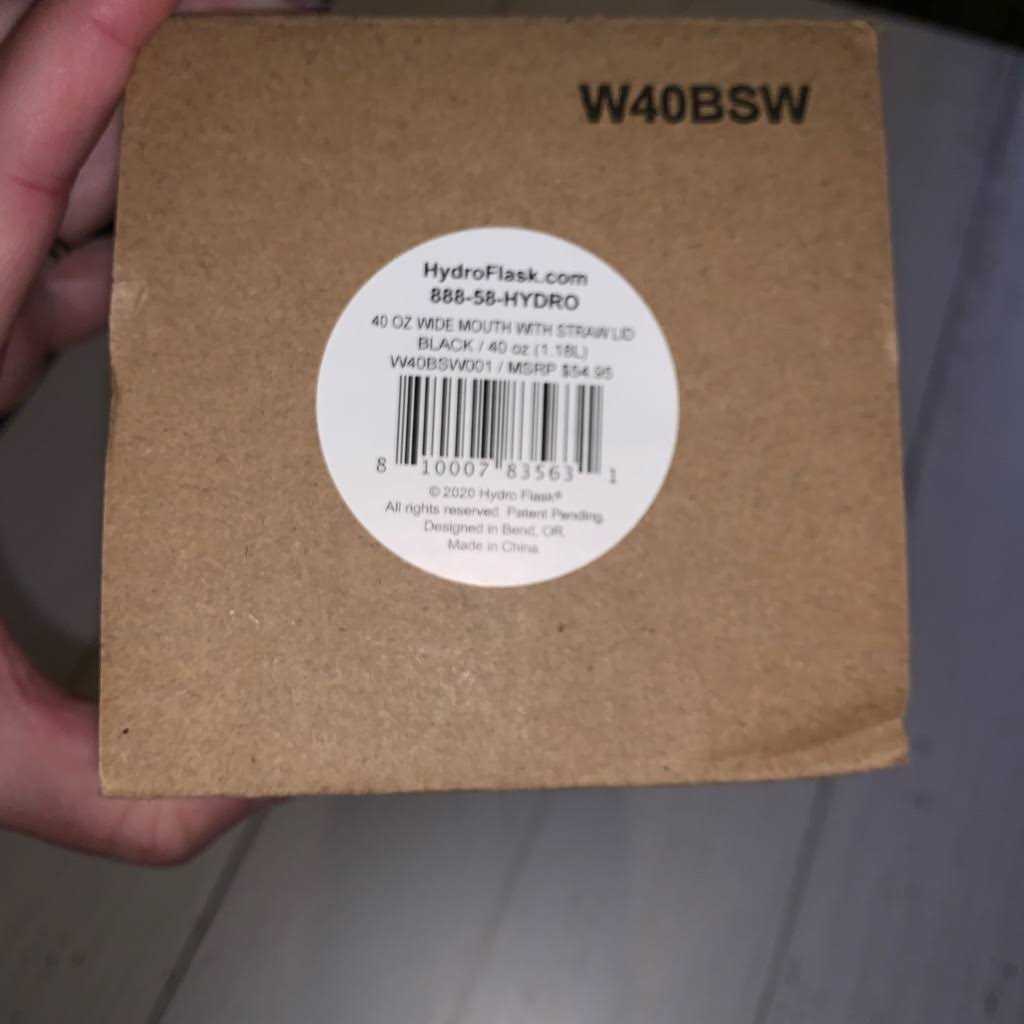 W40BSW
HydroFlask.com
888-58-HYDRO
40 OZ WIDE MOUTH WITH STRAW LID
BLACK / 40 oz (1.18L)
W40BSW001 / MSRP $54.95
8 10007 83563 1
© 2020 Hydro Flask®
All rights reserved. Patent Pending.
Designed in Bend, OR.
Made in China.